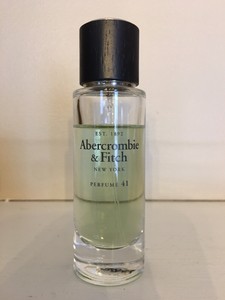 EST. 1892
Abercrombie
& Fitch
NEW YORK
PERFUME 41